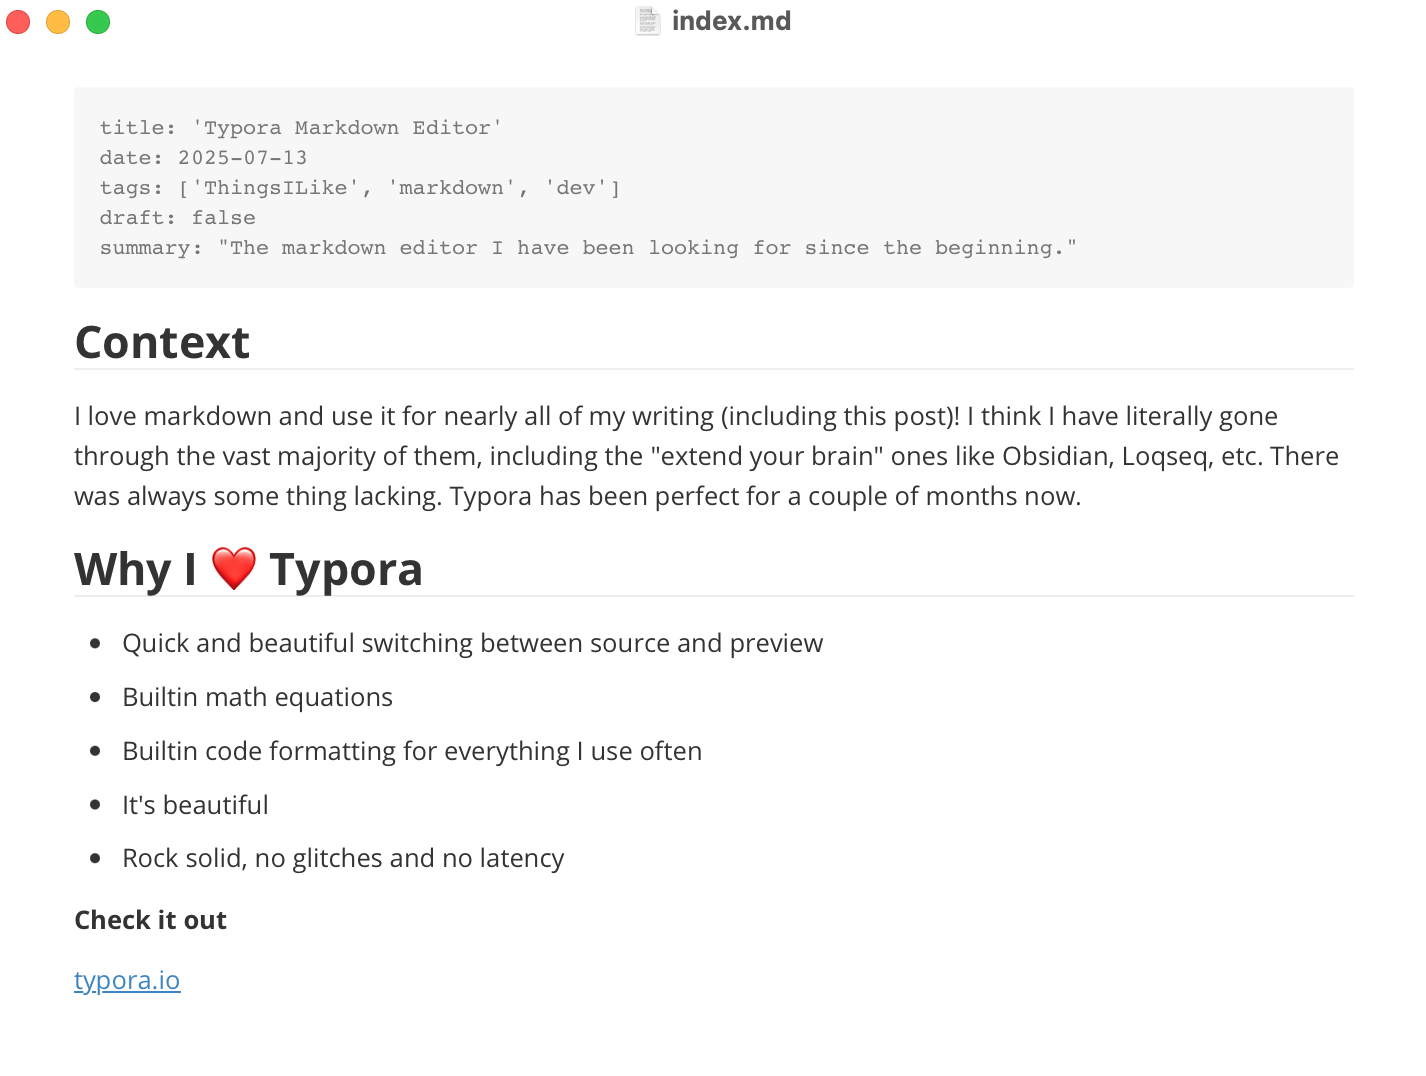 index.md
title: 'Typora Markdown Editor'
date: 2025-07-13
tags: ['ThingsILike', 'markdown', 'dev']
draft: false
summary: "The markdown editor I have been looking for since the beginning."
Context
I love markdown and use it for nearly all of my writing (including this post)! I think I have literally gone
through the vast majority of them, including the "extend your brain" ones like Obsidian, Loqseq, etc. There
was always some thing lacking. Typora has been perfect for a couple of months now.
Why I ❤️ Typora
• Quick and beautiful switching between source and preview
• Builtin math equations
• Builtin code formatting for everything I use often
• It's beautiful
• Rock solid, no glitches and no latency
Check it out
typora.io